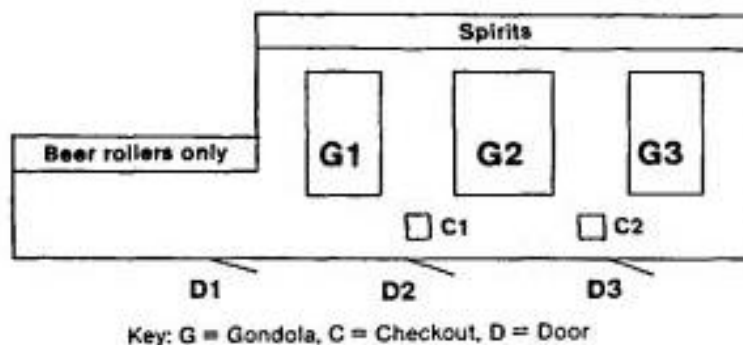 Spirits
Beer rollers only
G1 G2 G3
C1 C2
D1 D2 D3
Key: G = Gondola, C = Checkout, D = Door